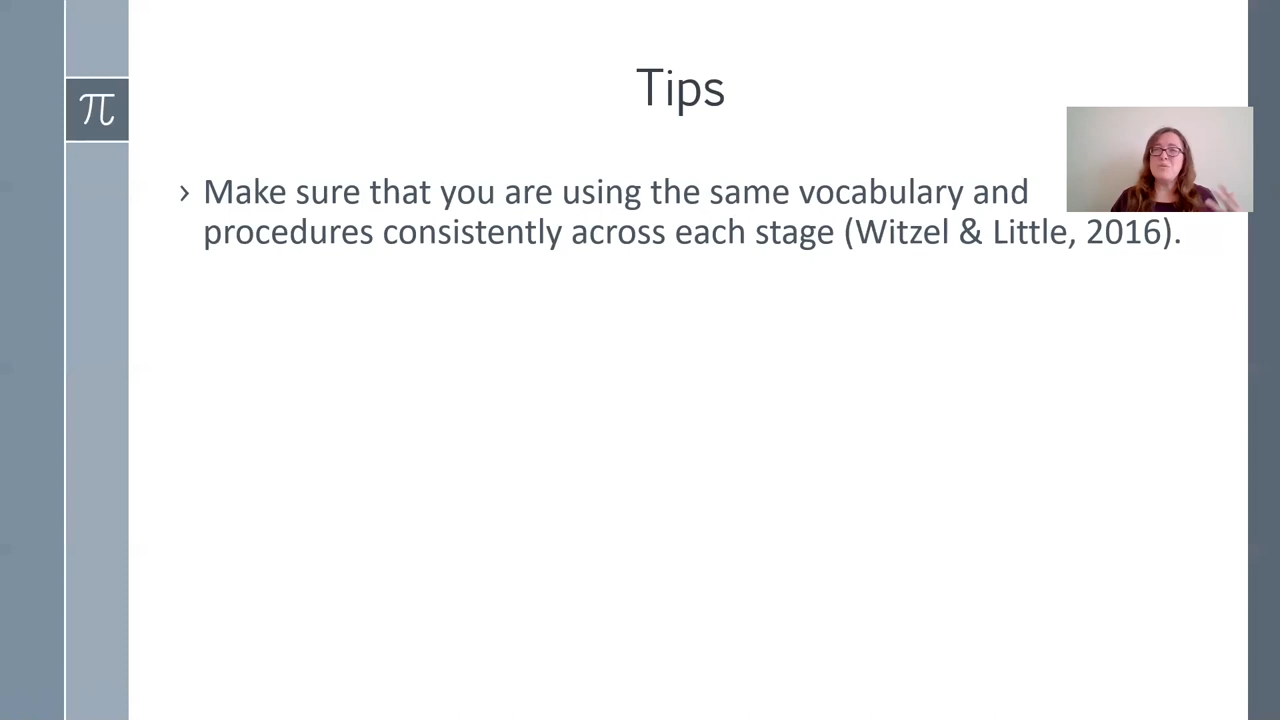 π
Tips
› Make sure that you are using the same vocabulary and
procedures consistently across each stage (Witzel & Little, 2016).